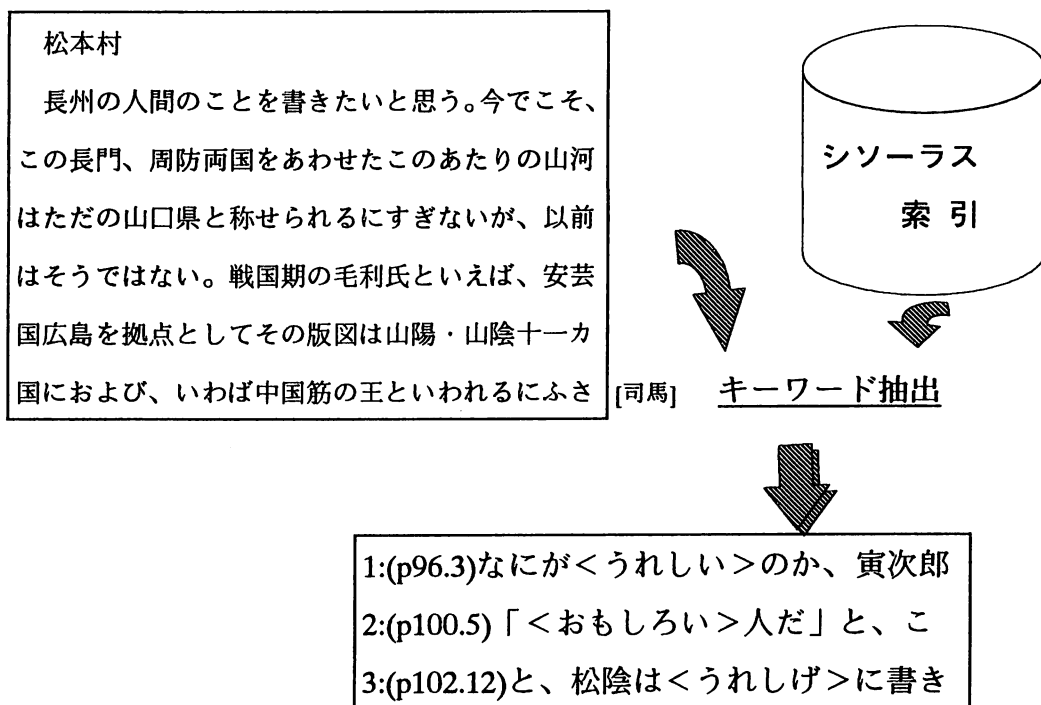 松本村
長州の人間のことを書きたいと思う。今でこそ、
この長門、周防両国をあわせたこのあたりの山河
はただの山口県と称せられるにすぎないが、以前
はそうではない。戦国期の毛利氏といえば、安芸
国広島を拠点としてその版図は山陽・山陰十一カ
国におよび、いわば中国筋の王といわれるにふさ
[司馬]
シソーラス
索引
キーワード抽出
1:(p96.3)なにが<うれしい>のか、寅次郎
2:(p100.5)「<おもしろい>人だ」と、こ
3:(p102.12)と、松陰は<うれしげ>に書き